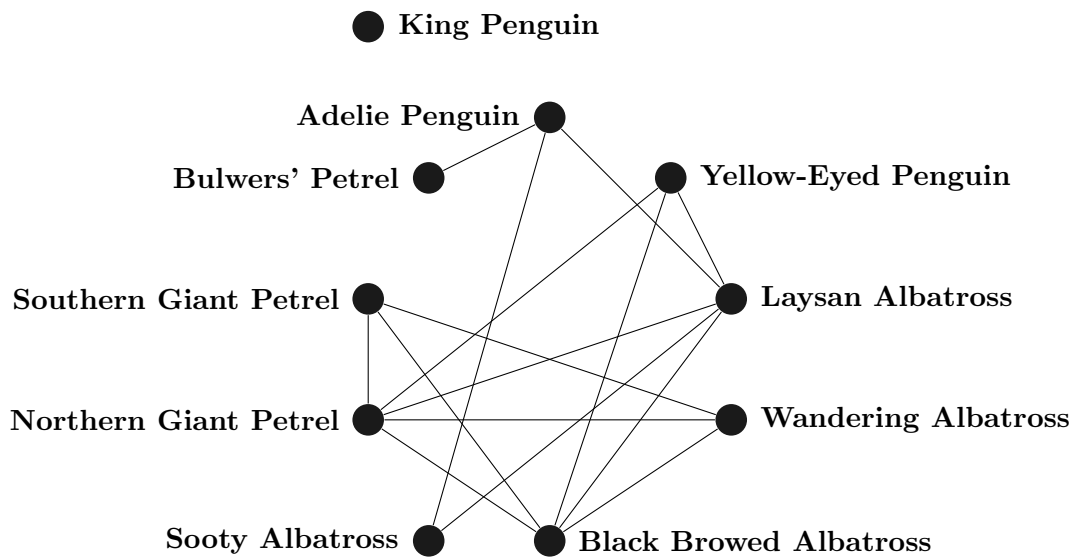 King Penguin
Adelie Penguin
Bulwers’ Petrel
Yellow-Eyed Penguin
Southern Giant Petrel
Laysan Albatross
Northern Giant Petrel
Wandering Albatross
Sooty Albatross
Black Browed Albatross